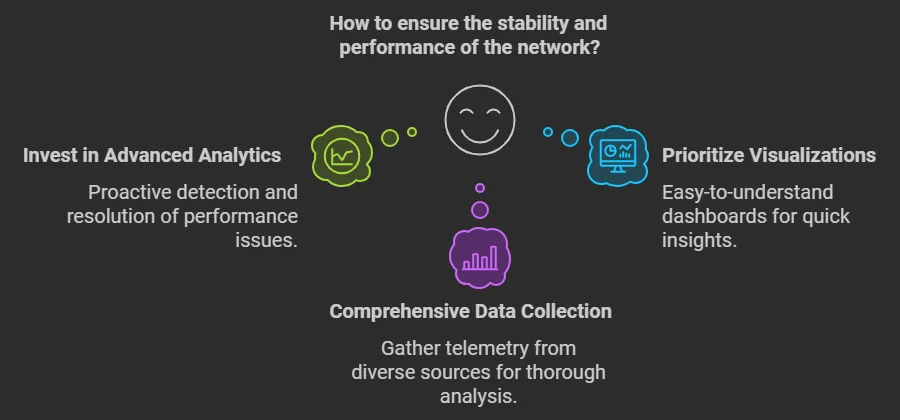 How to ensure the stability and
performance of the network?
Invest in Advanced Analytics
Proactive detection and
resolution of performance
issues.
Prioritize Visualizations
Easy-to-understand
dashboards for quick
insights.
Comprehensive Data Collection
Gather telemetry from
diverse sources for thorough
analysis.